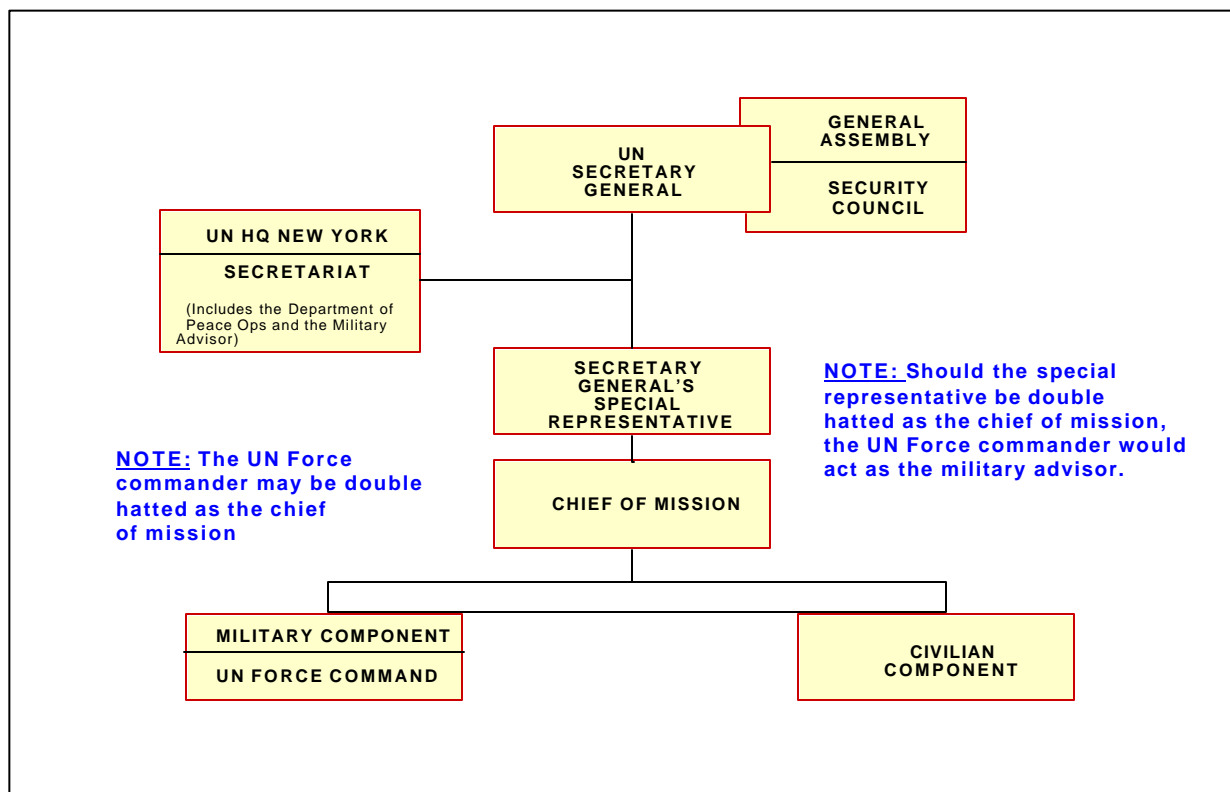 GENERAL
ASSEMBLY
UN
SECRETARY
GENERAL
SECURITY
COUNCIL
UN HQ NEW YORK
SECRETARIAT
(Includes the Department of
Peace Ops and the Military
Advisor)
SECRETARY
GENERAL'S
SPECIAL
REPRESENTATIVE
NOTE: Should the special
representative be double
hatted as the chief of mission,
the UN Force commander would
act as the military advisor.
NOTE: The UN Force
commander may be double
hatted as the chief
of mission
CHIEF OF MISSION
MILITARY COMPONENT
UN FORCE COMMAND
CIVILIAN
COMPONENT